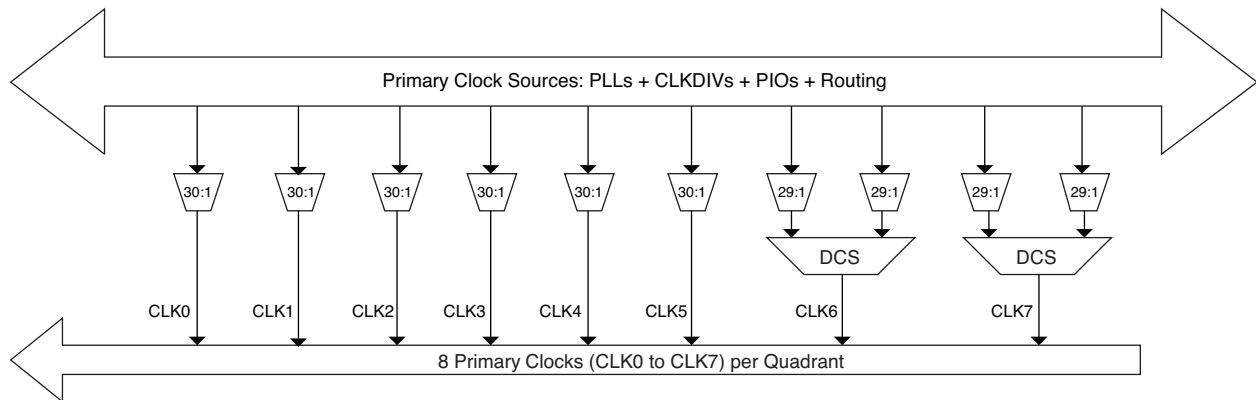 Primary Clock Sources: PLLs + CLKDIVs + PIOs + Routing
30:1 30:1 30:1 30:1 30:1 30:1 29:1 29:1 29:1 29:1
DCS DCS
CLK0 CLK1 CLK2 CLK3 CLK4 CLK5 CLK6 CLK7
8 Primary Clocks (CLK0 to CLK7) per Quadrant